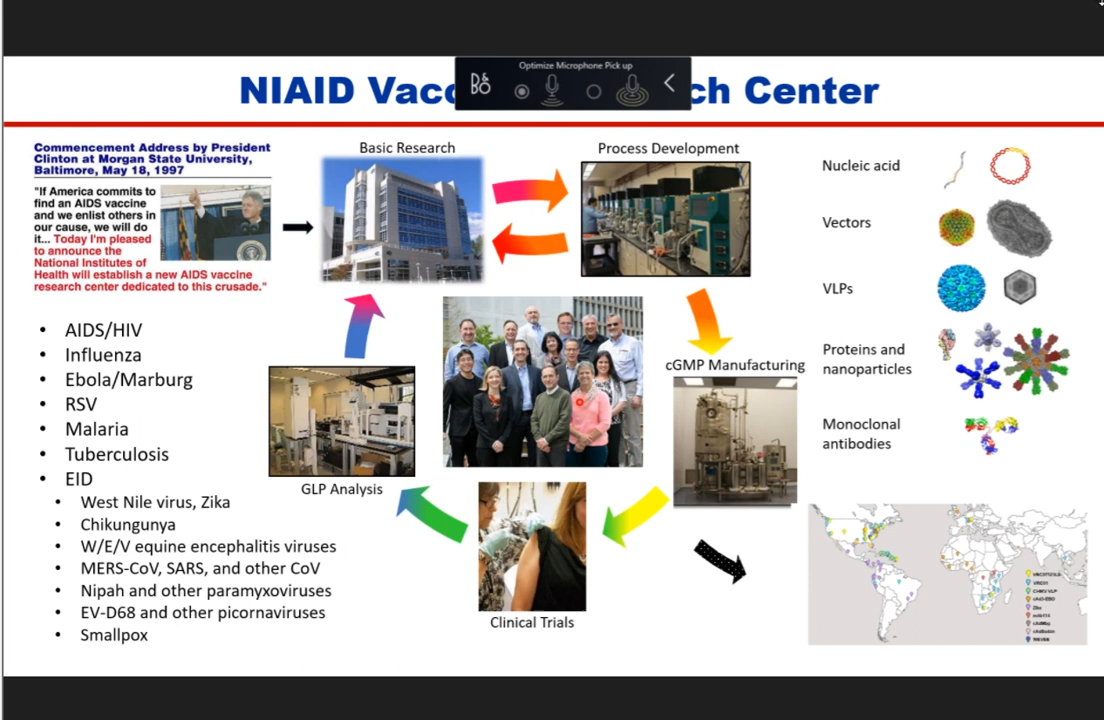 Optimize Microphone Pick up
B&O
NIAID Vacc
ch Center
Commencement Address by President
Clinton at Morgan State University,
Baltimore, May 18, 1997
"If America commits to
find an AIDS vaccine
and we enlist others in
our cause, we will do
it... Today I'm pleased
to announce the
National Institutes of
Health will establish a new AIDS vaccine
research center dedicated to this crusade."
Basic Research
Process Development
cGMP Manufacturing
Clinical Trials
GLP Analysis
• AIDS/HIV
• Influenza
• Ebola/Marburg
• RSV
• Malaria
• Tuberculosis
• EID
• West Nile virus, Zika
• Chikungunya
• W/E/V equine encephalitis viruses
• MERS-CoV, SARS, and other CoV
• Nipah and other paramyxoviruses
• EV-D68 and other picornaviruses
• Smallpox
Nucleic acid
Vectors
VLPs
Proteins and
nanoparticles
Monoclonal
antibodies
VRC01
CHIKV VLP
Zika